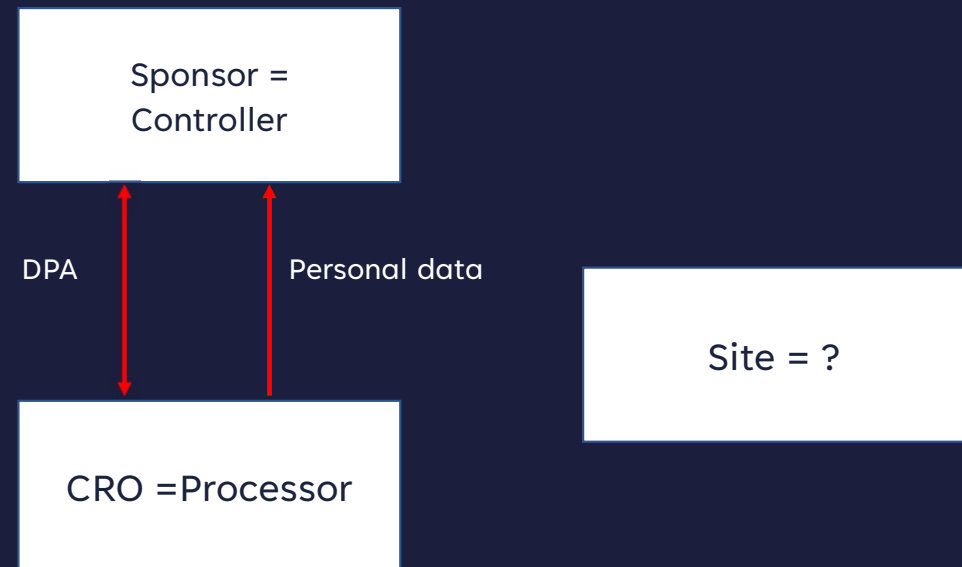 Sponsor =
Controller
DPA
Personal data
Site = ?
CRO =Processor